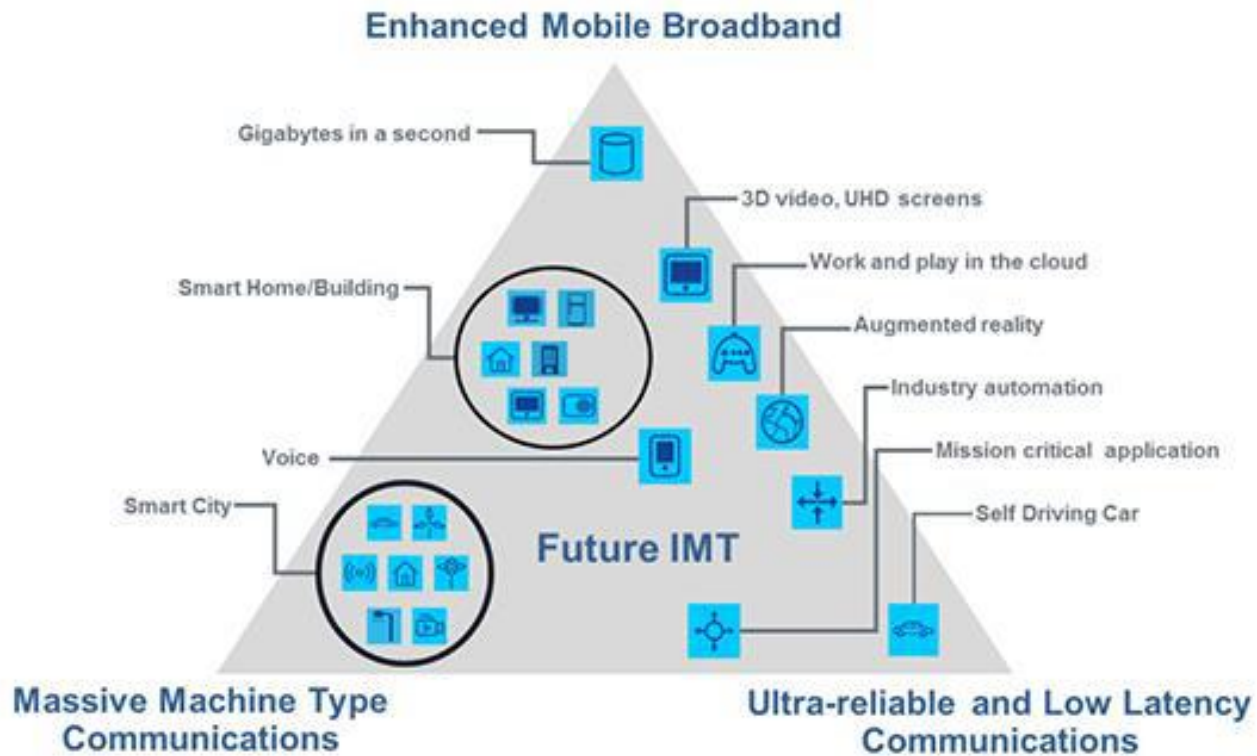 Enhanced Mobile Broadband
Gigabytes in a second
3D video, UHD screens
Work and play in the cloud
Smart Home/Building
Augmented reality
Industry automation
Mission critical application
Voice
Smart City
Self Driving Car
Future IMT
Massive Machine Type
Communications
Ultra-reliable and Low Latency
Communications